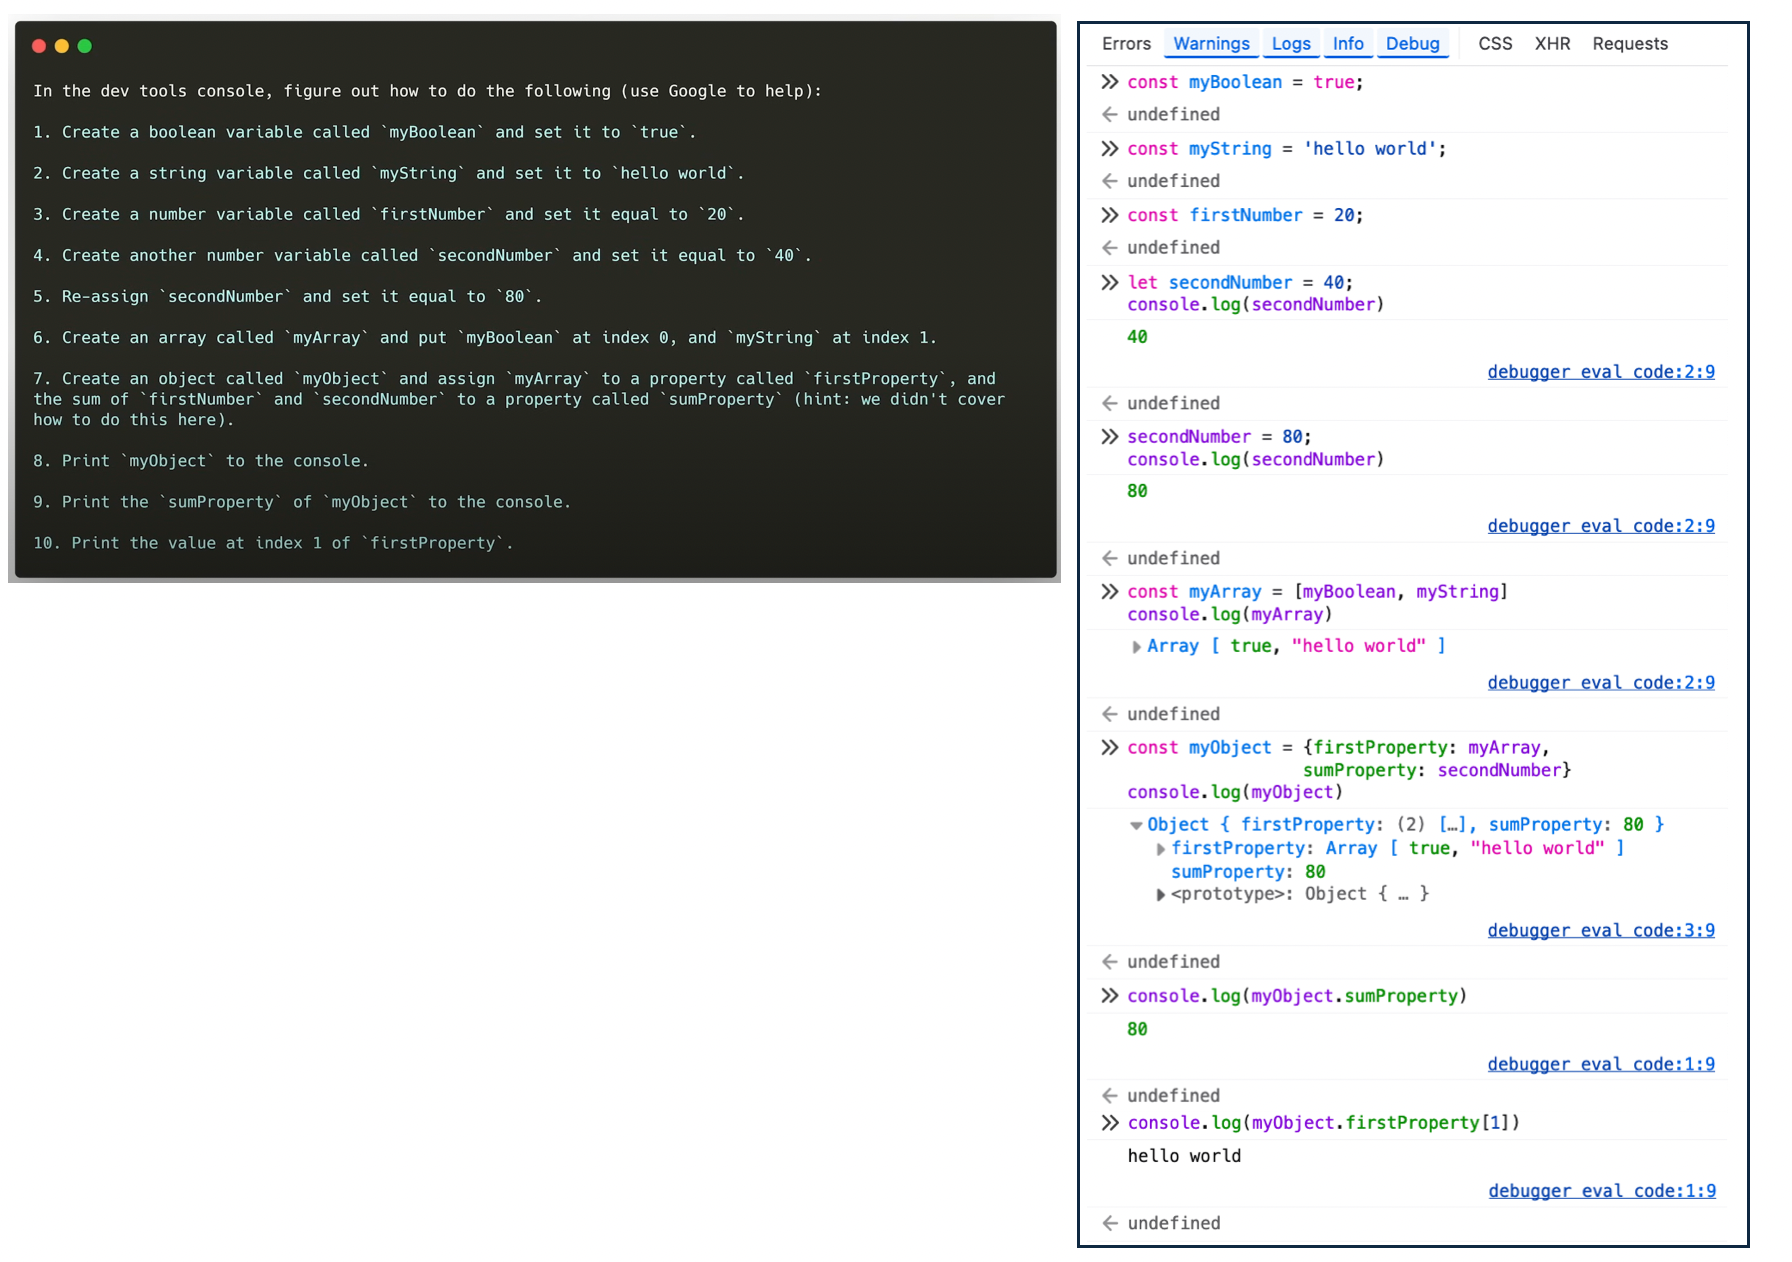 In the dev tools console, figure out how to do the following (use Google to help):
1. Create a boolean variable called `myBoolean` and set it to `true`.
2. Create a string variable called `myString` and set it to `hello world`.
3. Create a number variable called `firstNumber` and set it equal to `20`.
4. Create another number variable called `secondNumber` and set it equal to `40`.
5. Re-assign `secondNumber` and set it equal to `80`.
6. Create an array called `myArray` and put `myBoolean` at index 0, and `myString` at index 1.
7. Create an object called `myObject` and assign `myArray` to a property called `firstProperty`, and
the sum of `firstNumber` and `secondNumber` to a property called `sumProperty` (hint: we didn't cover
how to do this here).
8. Print `myObject` to the console.
9. Print the `sumProperty` of `myObject` to the console.
10. Print the value at index 1 of `firstProperty`.
Errors Warnings Logs Info Debug CSS XHR Requests
const myBoolean = true;
undefined
const myString = 'hello world';
undefined
const firstNumber = 20;
undefined
let secondNumber = 40;
console.log(secondNumber)
40
debugger eval code:2:9
undefined
secondNumber = 80;
console.log(secondNumber)
80
debugger eval code:2:9
undefined
const myArray = [myBoolean, myString]
console.log(myArray)
Array [ true, "hello world" ]
debugger eval code:2:9
undefined
const myObject = {firstProperty: myArray,
sumProperty: secondNumber}
console.log(myObject)
Object { firstProperty: (2) […], sumProperty: 80 }
firstProperty: Array [ true, "hello world" ]
sumProperty: 80
<prototype>: Object { … }
debugger eval code:3:9
undefined
console.log(myObject.sumProperty)
80
debugger eval code:1:9
undefined
console.log(myObject.firstProperty[1])
hello world
debugger eval code:1:9
undefined